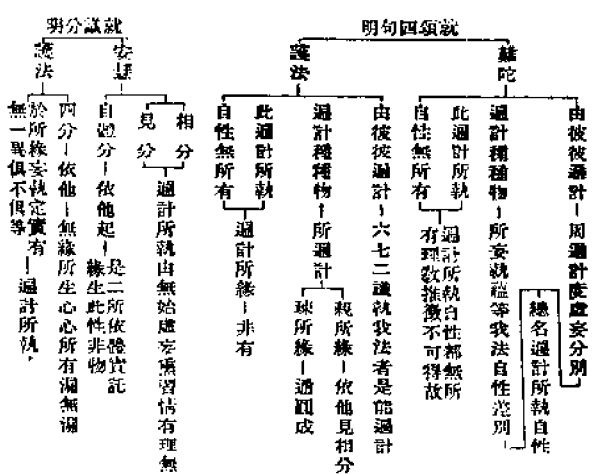 就頌四句明
難陀
由彼彼遍計－周遍計度虛妄分別
遍計種種物－所妄執蘊等我法自性差別
總名遍計所執自性
此遍計所執
自性無所有
遍計所執自性都無所
有理教推徵不可得故
護法
由彼彼遍計－六七二識執我法者是能遍計
遍計種種物－所遍計
親所緣－依他見相分
疎所緣－通圓成
此遍計所執
自性無所有
遍計所緣－非有
就識分明
安慧
相分
見分
遍計所執由無始虛妄熏習情有理無
自證分－依他起
是二所依體實託
緣生此性非物
護法
四分－依他－無緣所生心心所有漏無漏
於所緣妄執定實有
無一異俱不俱等
遍計所執